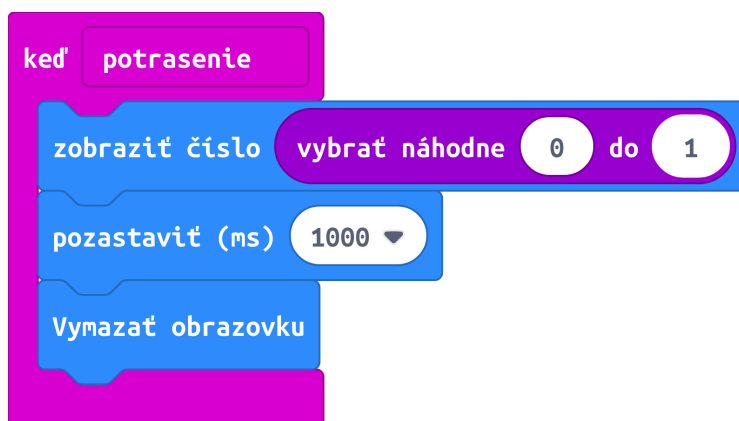 keď potrasenie
zobraziť číslo vybrať náhodne 0 do 1
pozastaviť (ms) 1000
Vymazať obrazovku